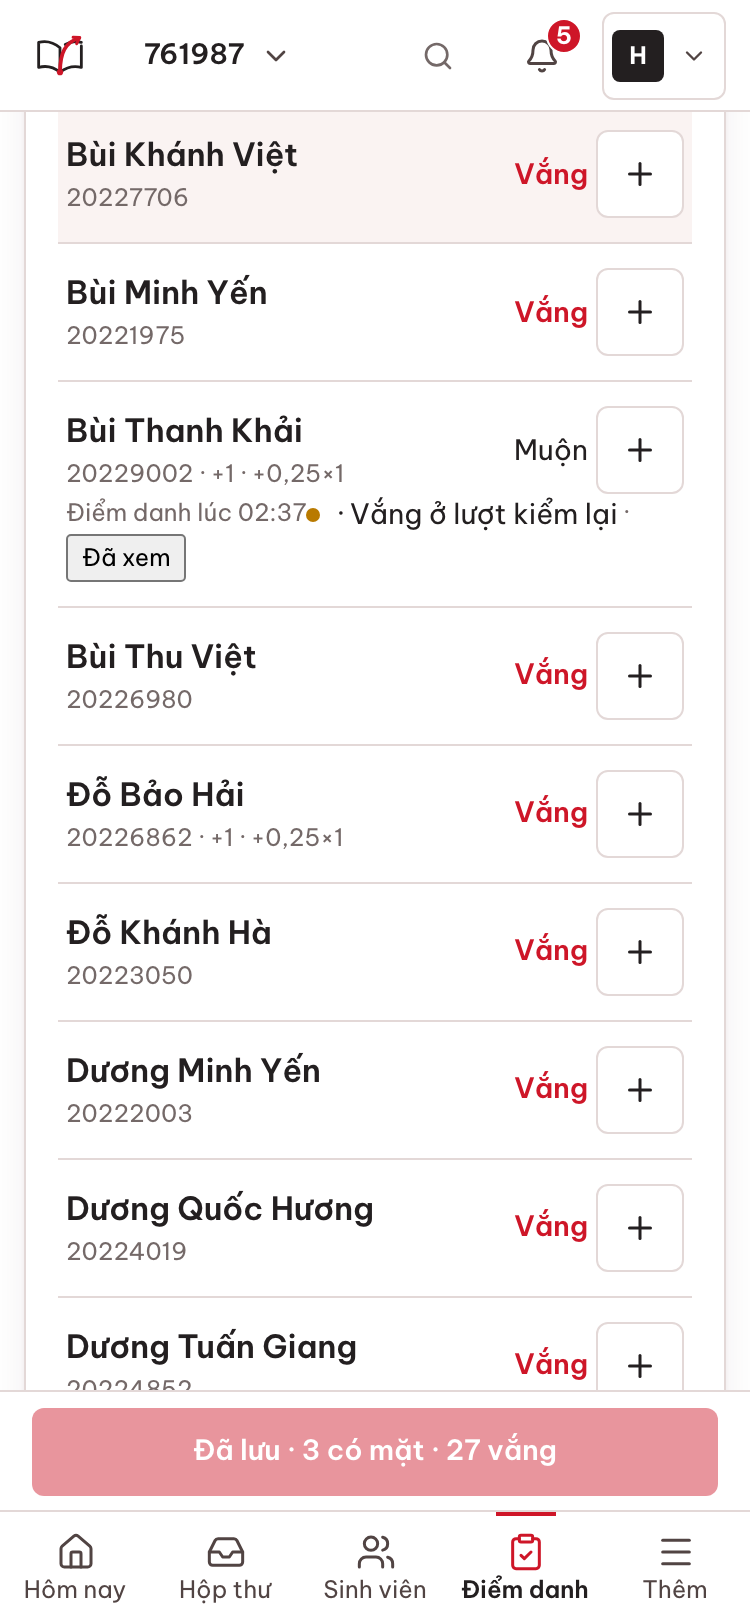 761987
5
H
Bùi Khánh Việt
Vắng
20227706
Bùi Minh Yến
Vắng
20221975
Bùi Thanh Khải
Muộn
20229002 · +1 · +0,25×1
Điểm danh lúc 02:37 · Vắng ở lượt kiểm lại ·
Đã xem
Bùi Thu Việt
Vắng
20226980
Đỗ Bảo Hải
Vắng
20226862 · +1 · +0,25×1
Đỗ Khánh Hà
Vắng
20223050
Dương Minh Yến
Vắng
20222003
Dương Quốc Hương
Vắng
20224019
Dương Tuấn Giang
Vắng
20224852
Đã lưu · 3 có mặt · 27 vắng
Hôm nay
Hộp thư
Sinh viên
Điểm danh
Thêm